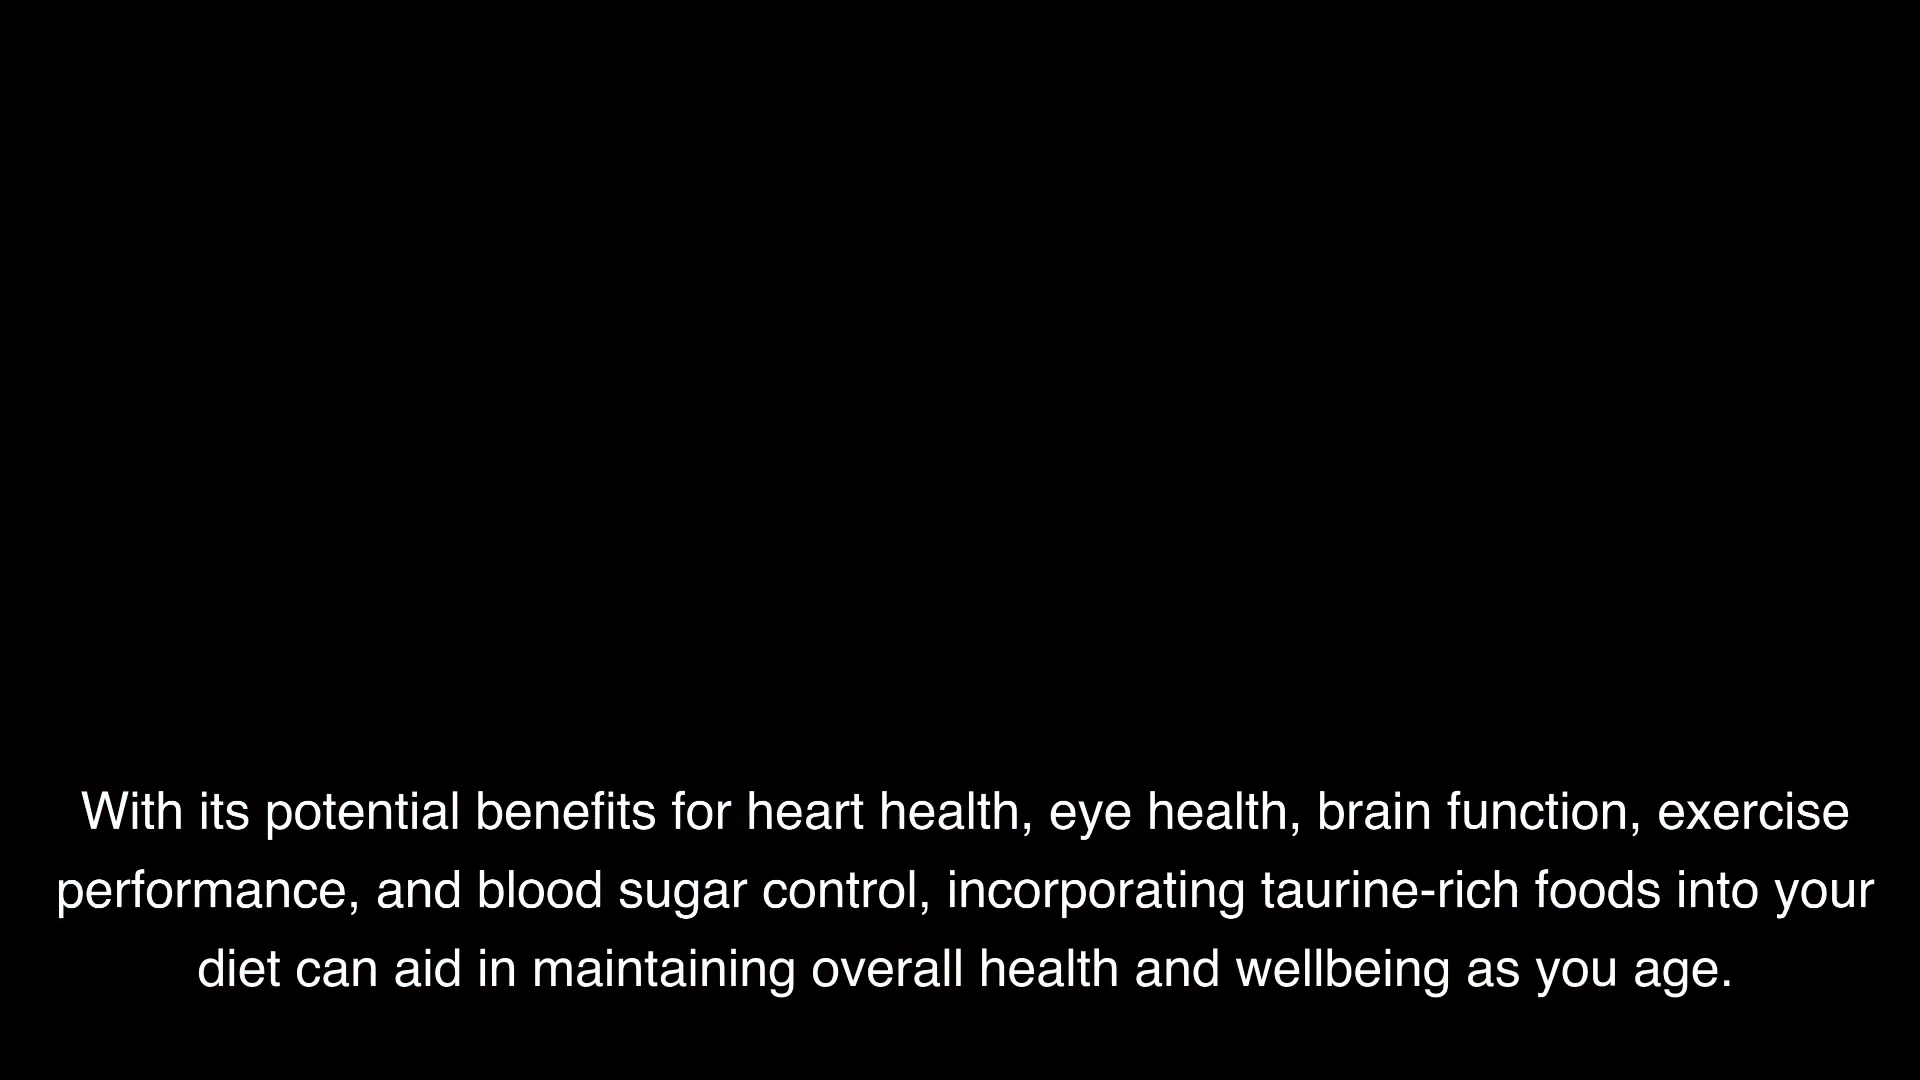 With its potential benefits for heart health, eye health, brain function, exercise
performance, and blood sugar control, incorporating taurine-rich foods into your
diet can aid in maintaining overall health and wellbeing as you age.